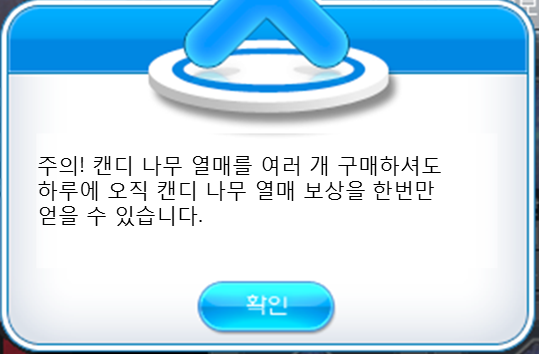 주의! 캔디 나무 열매를 여러 개 구매하셔도
하루에 오직 캔디 나무 열매 보상을 한번만
얻을 수 있습니다.
확인